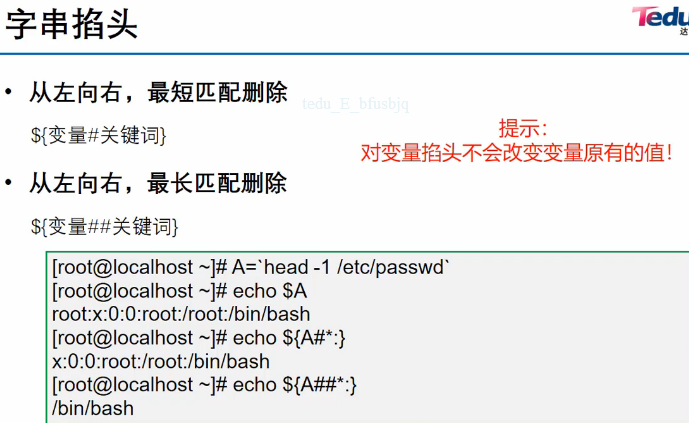 字串掐头
Tedu
达
• 从左向右，最短匹配删除
tedu_E_bfusbjq
\${变量#关键词}
提示：
对变量掐头不会改变变量原有的值！
• 从左向右，最长匹配删除
\${变量##关键词}
[root@localhost ~]# A=`head -1 /etc/passwd`
[root@localhost ~]# echo $A
root:x:0:0:root:/root:/bin/bash
[root@localhost ~]# echo ${A#*:}
x:0:0:root:/root:/bin/bash
[root@localhost ~]# echo ${A##*:}
/bin/bash